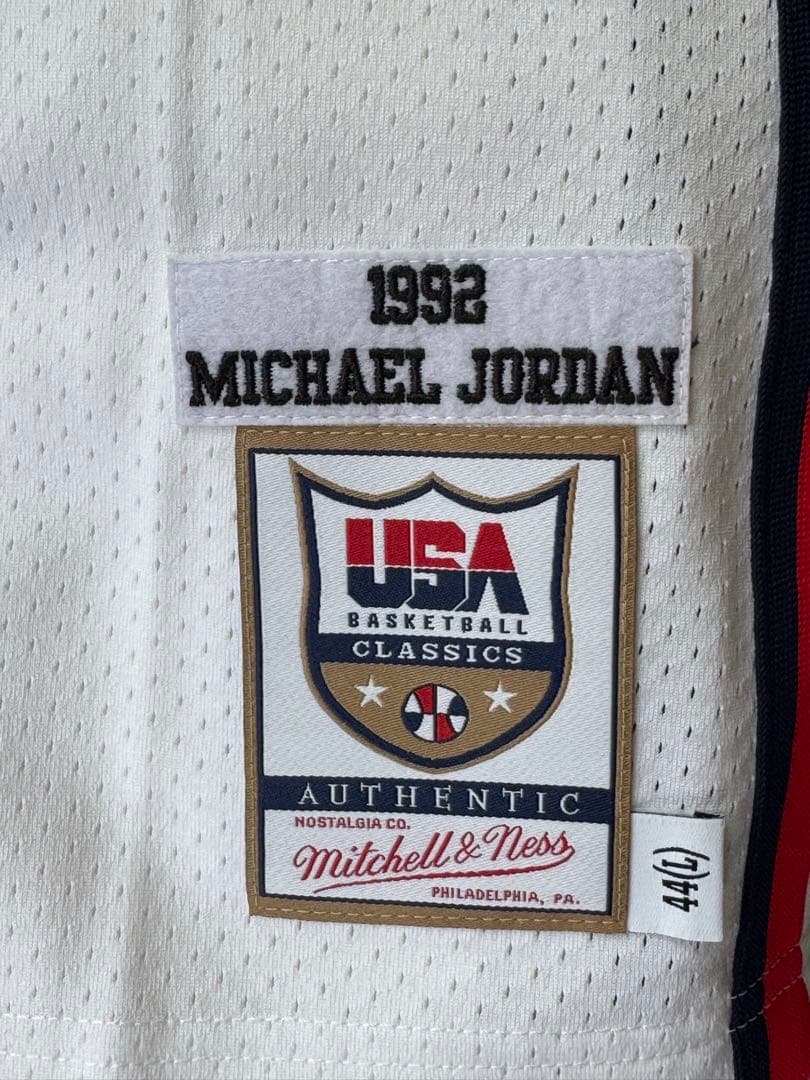 1992
MICHAEL JORDAN
USA
BASKETBALL
CLASSICS
AUTHENTIC
NOSTALGIA CO.
Mitchell & Ness
PHILADELPHIA, PA.
44(L)